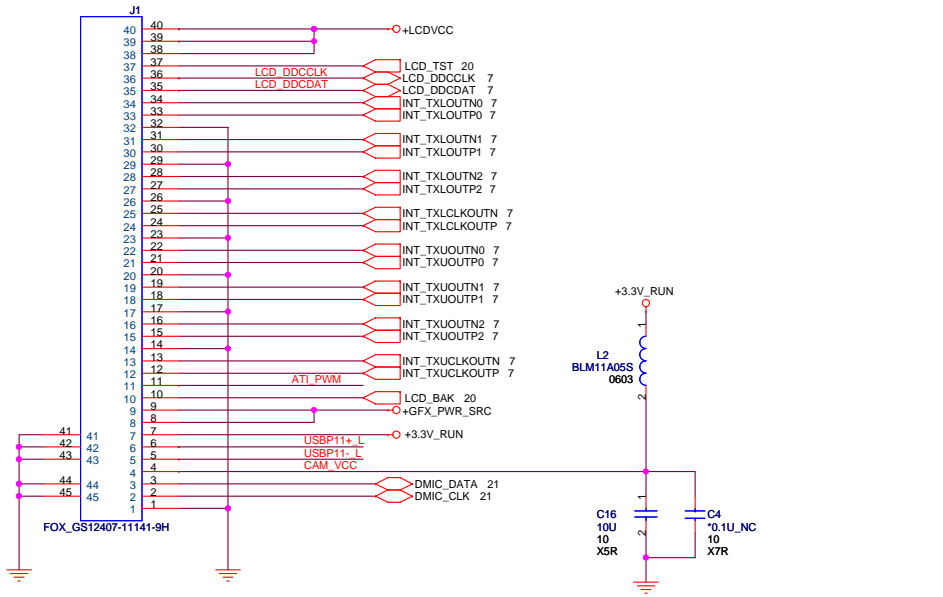 J1
40 40 +LCDVCC
39 39
38 38
37 37 LCD_TST 20
36 36 LCD_DDCCLK LCD_DDCCLK 7
35 35 LCD_DDCDAT LCD_DDCDAT 7
34 34 INT_TXLOUTN0 7
33 33 INT_TXLOUTP0 7
32 32
31 31 INT_TXLOUTN1 7
30 30 INT_TXLOUTP1 7
29 29
28 28 INT_TXLOUTN2 7
27 27 INT_TXLOUTP2 7
26 26
25 25 INT_TXLCLKOUTN 7
24 24 INT_TXLCLKOUTP 7
23 23
22 22 INT_TXUOUTN0 7
21 21 INT_TXUOUTP0 7
20 20
19 19 INT_TXUOUTN1 7
18 18 INT_TXUOUTP1 7
17 17
16 16 INT_TXUOUTN2 7
15 15 INT_TXUOUTP2 7
14 14
13 13 INT_TXUCLKOUTN 7
12 12 INT_TXUCLKOUTP 7
11 11 ATI_PWM
10 10 LCD_BAK 20
9 9 +GFX_PWR_SRC
8 8
7 7 +3.3V_RUN
6 6 USBP11+_L
5 5 USBP11-_L
4 4 CAM_VCC
3 3 DMIC_DATA 21
2 2 DMIC_CLK 21
1 1
41 41
42 42
43 43
44 44
45 45
FOX_GS12407-11141-9H
+3.3V_RUN
1
L2
BLM11A05S
0603
2
1
C16
10U
10
X5R
2
C4
*0.1U_NC
10
X7R